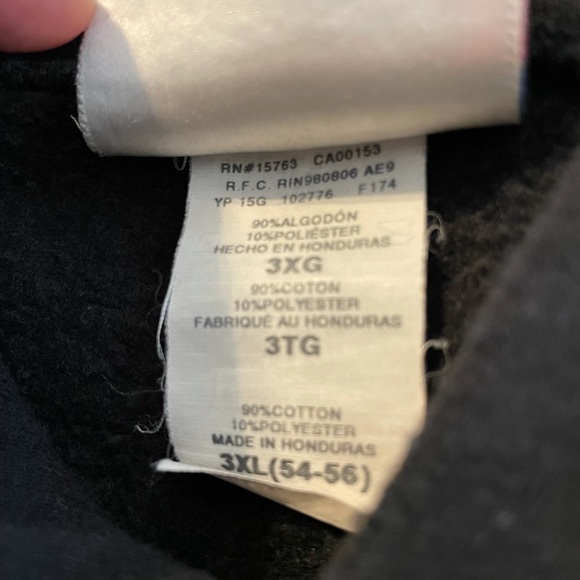 RN#15763 CA00153
R.F.C. RIN980806 AE9
YP 15G 102776 F174
90%ALGODÓN
10%POLIÉSTER
HECHO EN HONDURAS
3XG
90%COTON
10%POLYESTER
FABRIQUÉ AU HONDURAS
3TG
90%COTTON
10%POLYESTER
MADE IN HONDURAS
3XL(54-56)